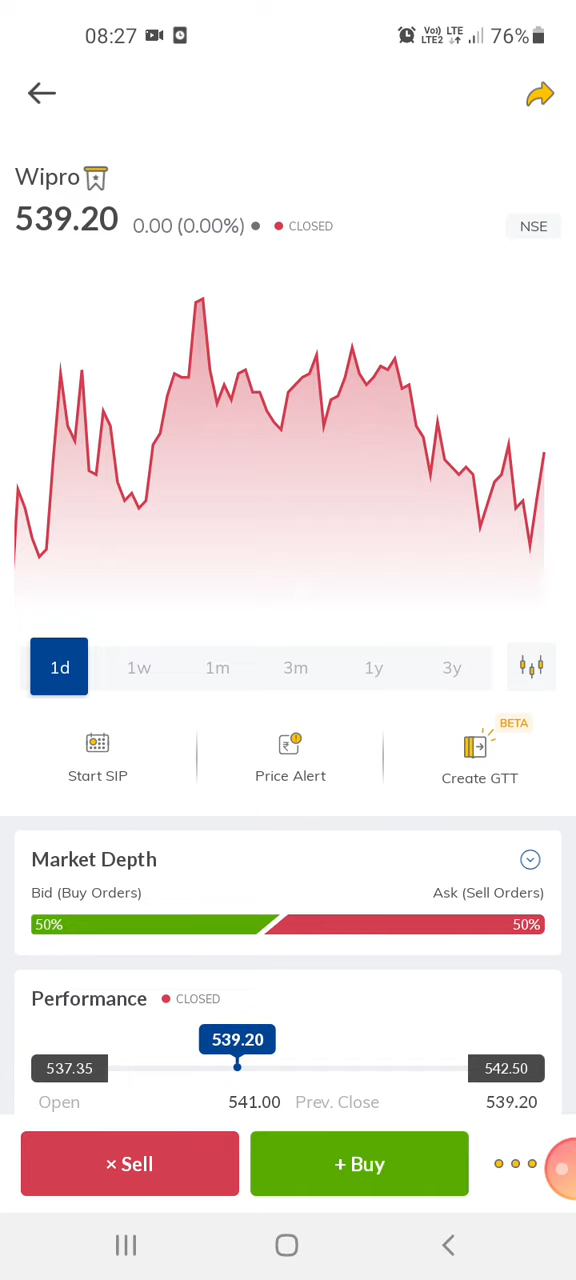 08:27 Vo) LTE LTE2 76%
Wipro
539.20 0.00 (0.00%) CLOSED NSE
1d 1w 1m 3m 1y 3y
BETA
Start SIP Price Alert Create GTT
Market Depth
Bid (Buy Orders) Ask (Sell Orders)
50% 50%
Performance CLOSED
539.20
537.35 542.50
Open 541.00 Prev. Close 539.20
× Sell + Buy